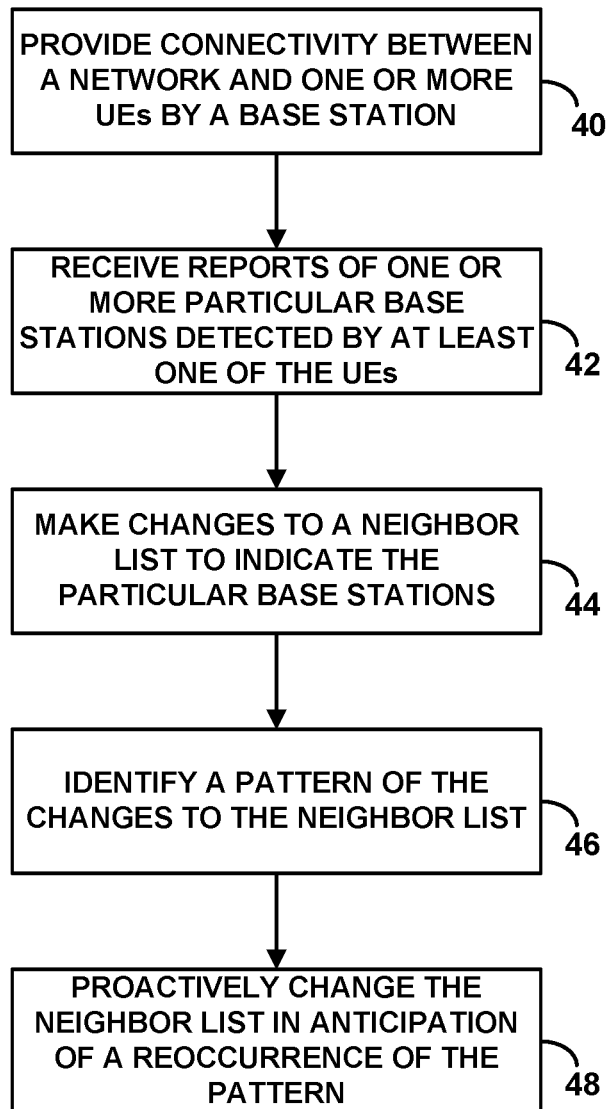 PROVIDE CONNECTIVITY BETWEEN
A NETWORK AND ONE OR MORE
UEs BY A BASE STATION
40
RECEIVE REPORTS OF ONE OR
MORE PARTICULAR BASE
STATIONS DETECTED BY AT LEAST
ONE OF THE UEs
42
MAKE CHANGES TO A NEIGHBOR
LIST TO INDICATE THE
PARTICULAR BASE STATIONS
44
IDENTIFY A PATTERN OF THE
CHANGES TO THE NEIGHBOR LIST
46
PROACTIVELY CHANGE THE
NEIGHBOR LIST IN ANTICIPATION
OF A REOCCURRENCE OF THE
PATTERN
48